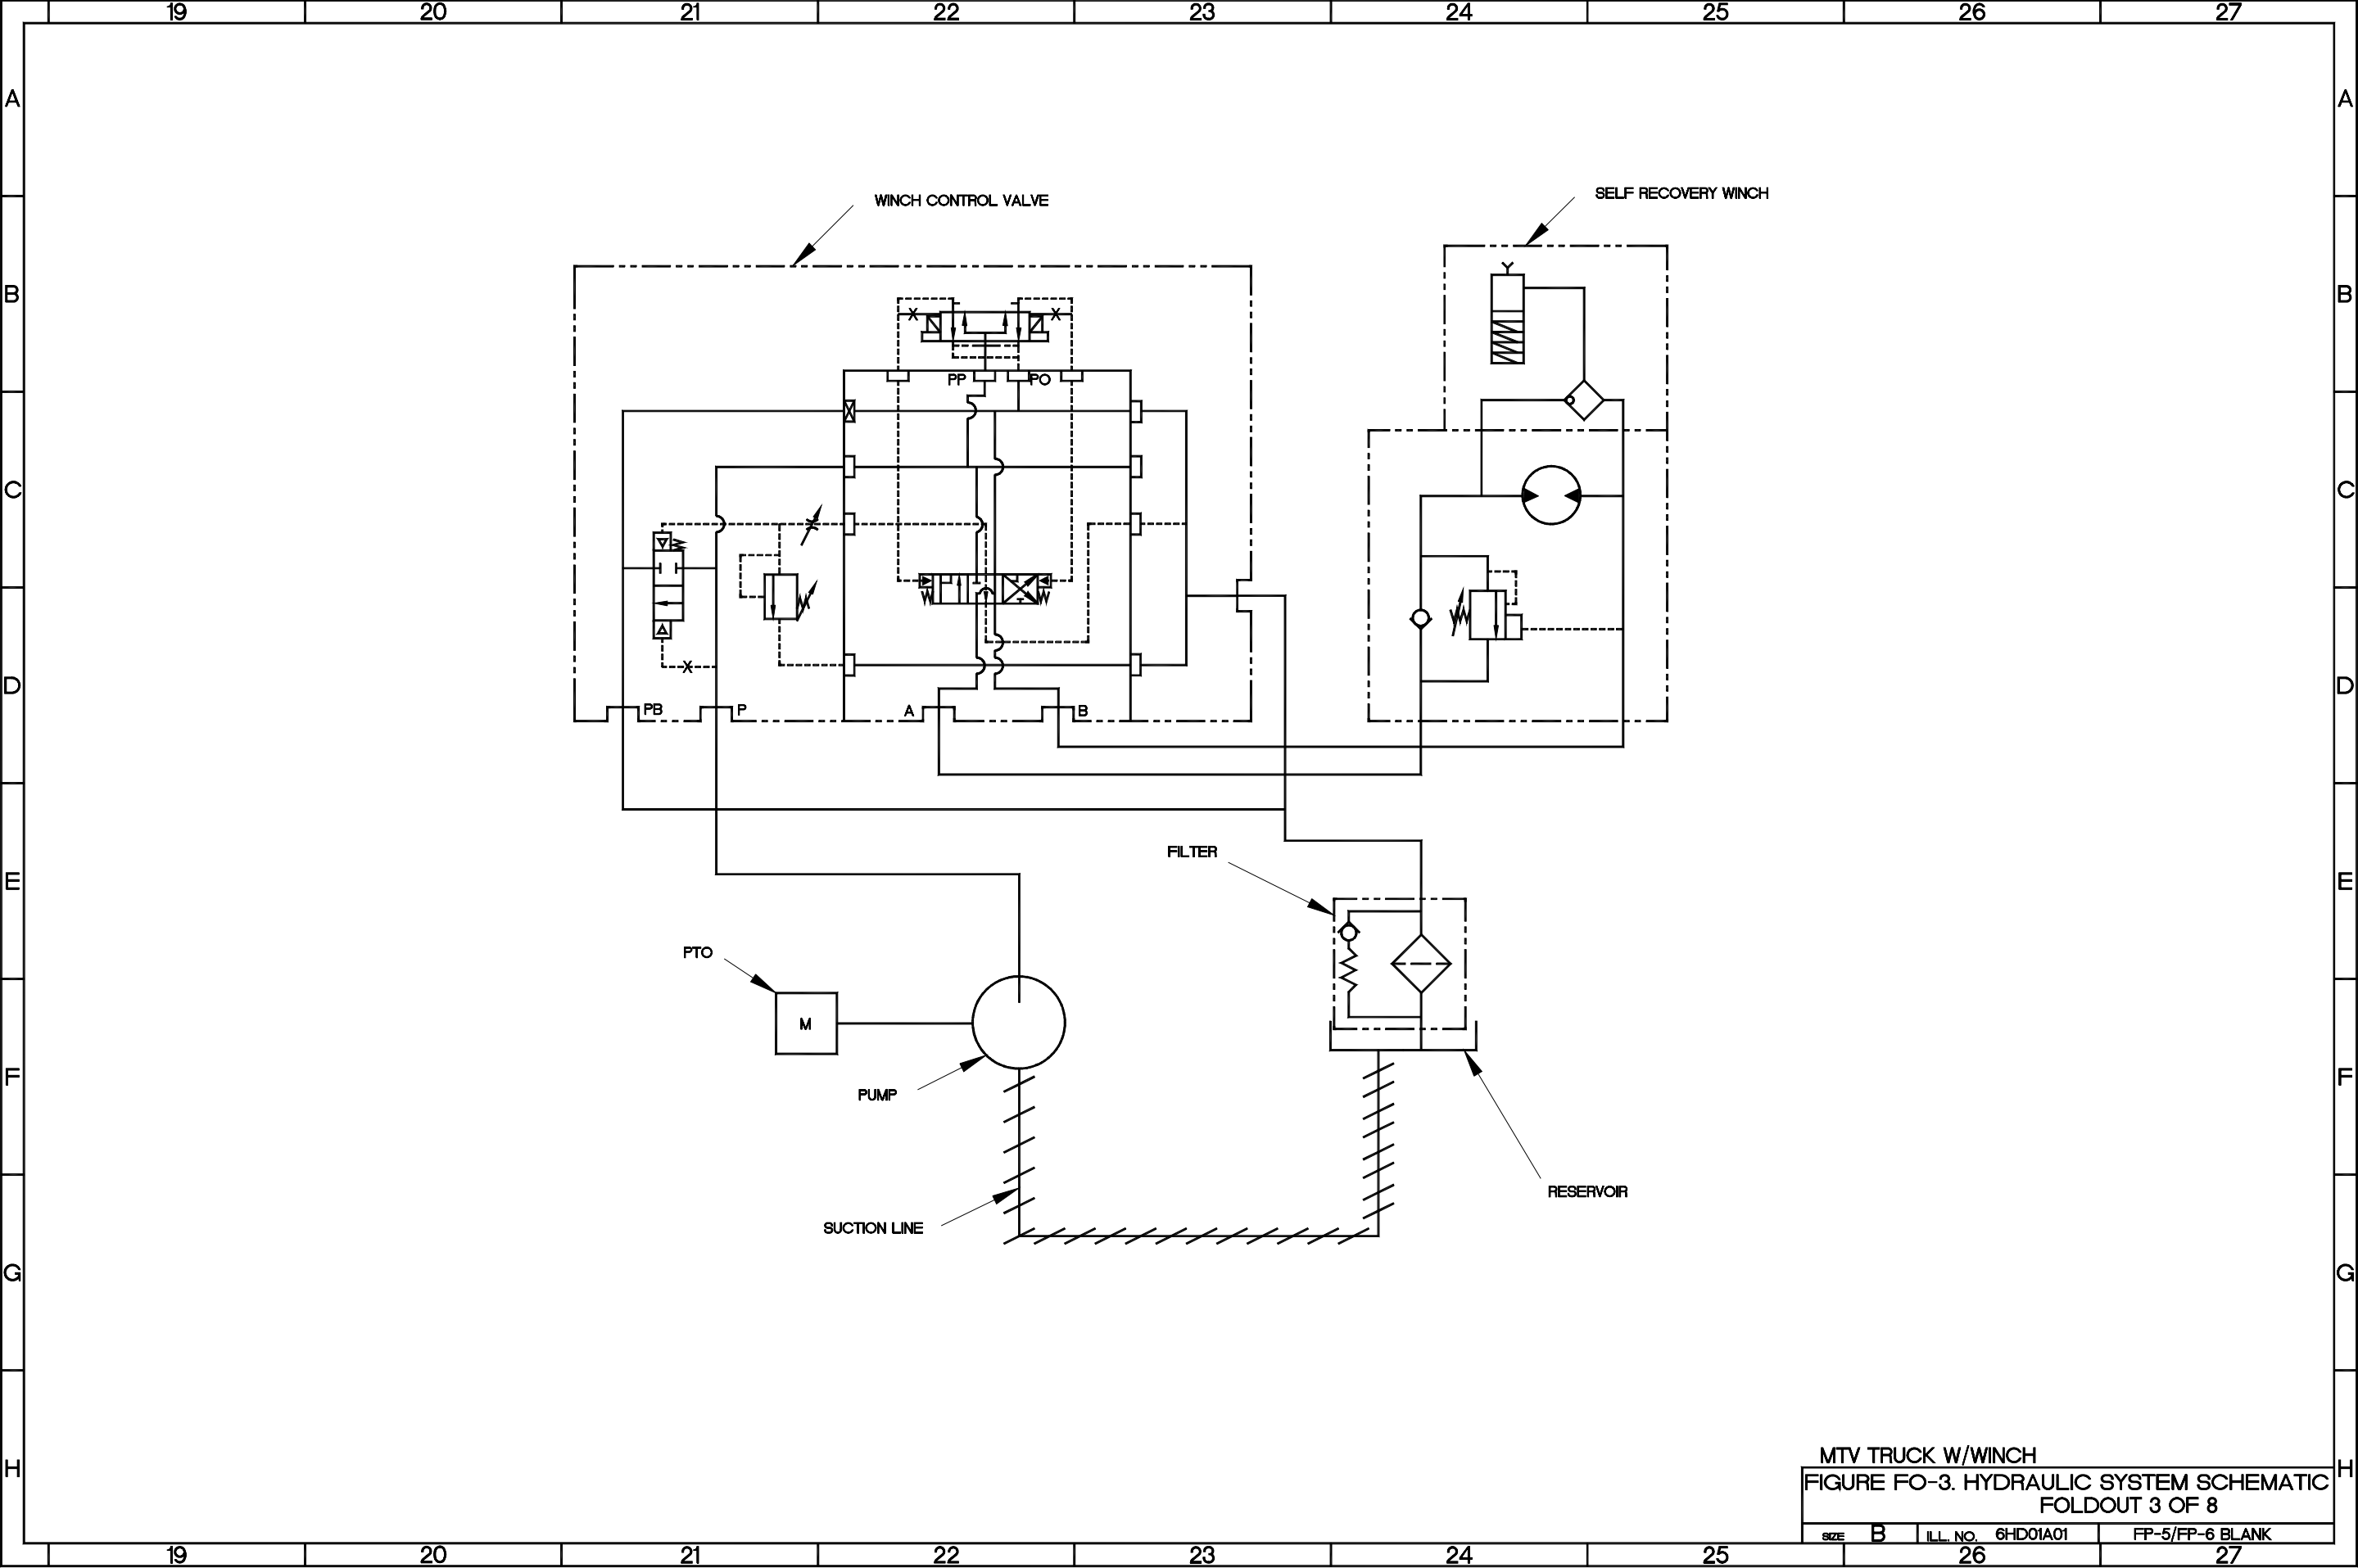 19 20 21 22 23 24 25 26 27
A A
SELF RECOVERY WINCH
WINCH CONTROL VALVE
B B
PP PO
C C
D D
PB P A B
FILTER
E E
PTO
M
PUMP
F F
RESERVOIR
SUCTION LINE
G G
MTV TRUCK W/WINCH
H H
FIGURE FO-3. HYDRAULIC SYSTEM SCHEMATIC
FOLDOUT 3 OF 8
SIZE B ILL. NO. 6HD01A01 FP-5/FP-6 BLANK
19 20 21 22 23 24 25 26 27